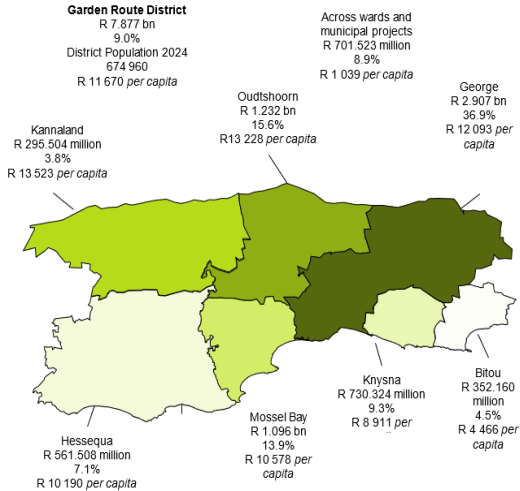 Garden Route District
R 7.877 bn
9.0%
District Population 2024
674 960
R 11 670 per capita
Across wards and
municipal projects
R 701.523 million
8.9%
R 1 039 per capita
George
R 2.907 bn
36.9%
R 12 093 per
capita
Oudtshoorn
R 1.232 bn
15.6%
R13 228 per capita
Kannaland
R 295.504 million
3.8%
R 13 523 per capita
Hessequa
R 561.508 million
7.1%
R 10 190 per capita
Mossel Bay
R 1.096 bn
13.9%
R 10 578 per
capita
Knysna
R 730.324 million
9.3%
R 8 911 per
Bitou
R 352.160
million
4.5%
R 4 466 per
capita